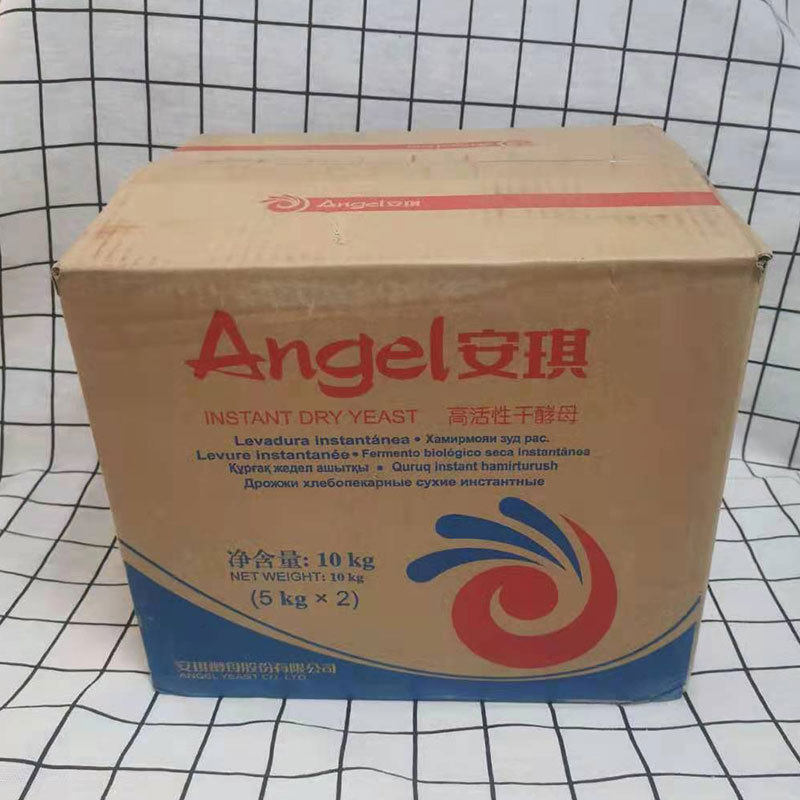 Angel安琪
Angel安琪
INSTANT DRY YEAST 高活性干酵母
Levadura instantánea • Хамирмояи зуд рас.
Levure instantanée • Fermento biológico seca instantánea
Құрғақ жедел ашытқы • Quruq instant hamirturush
Дрожжи хлебопекарные сухие инстантные
净含量: 10 kg
NET WEIGHT: 10 kg
(5 kg × 2)
安琪酵母股份有限公司
ANGEL YEAST CO., LTD